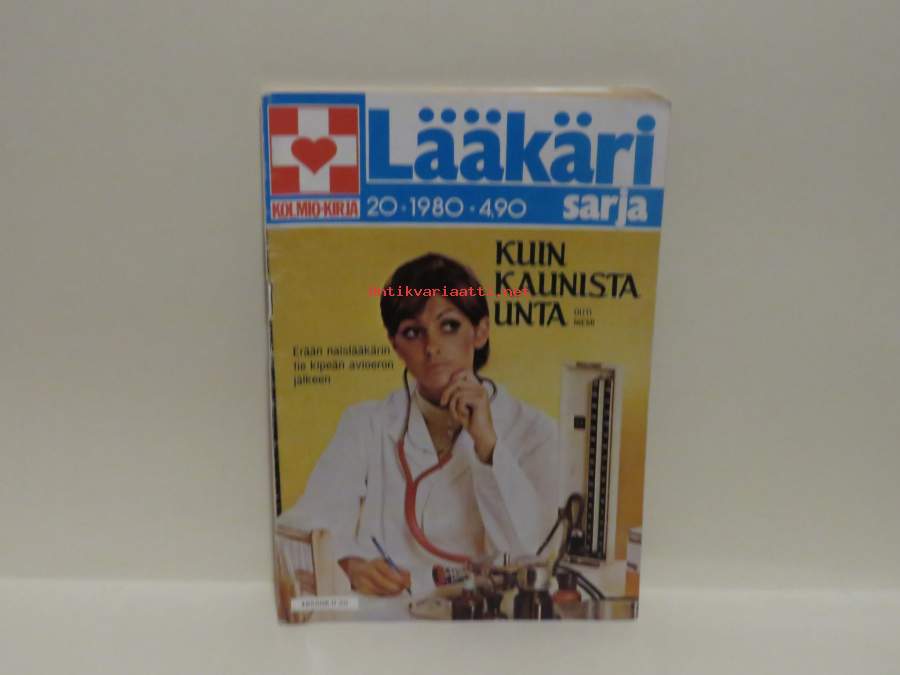 Lääkäri
KOLMIO-KIRJA
20 • 1980 • 4,90
sarja
KUIN
KAUNISTA
UNTA
antikvariaatti.net
Erään naislääkärin
tie kipeän avioeron
jälkeen